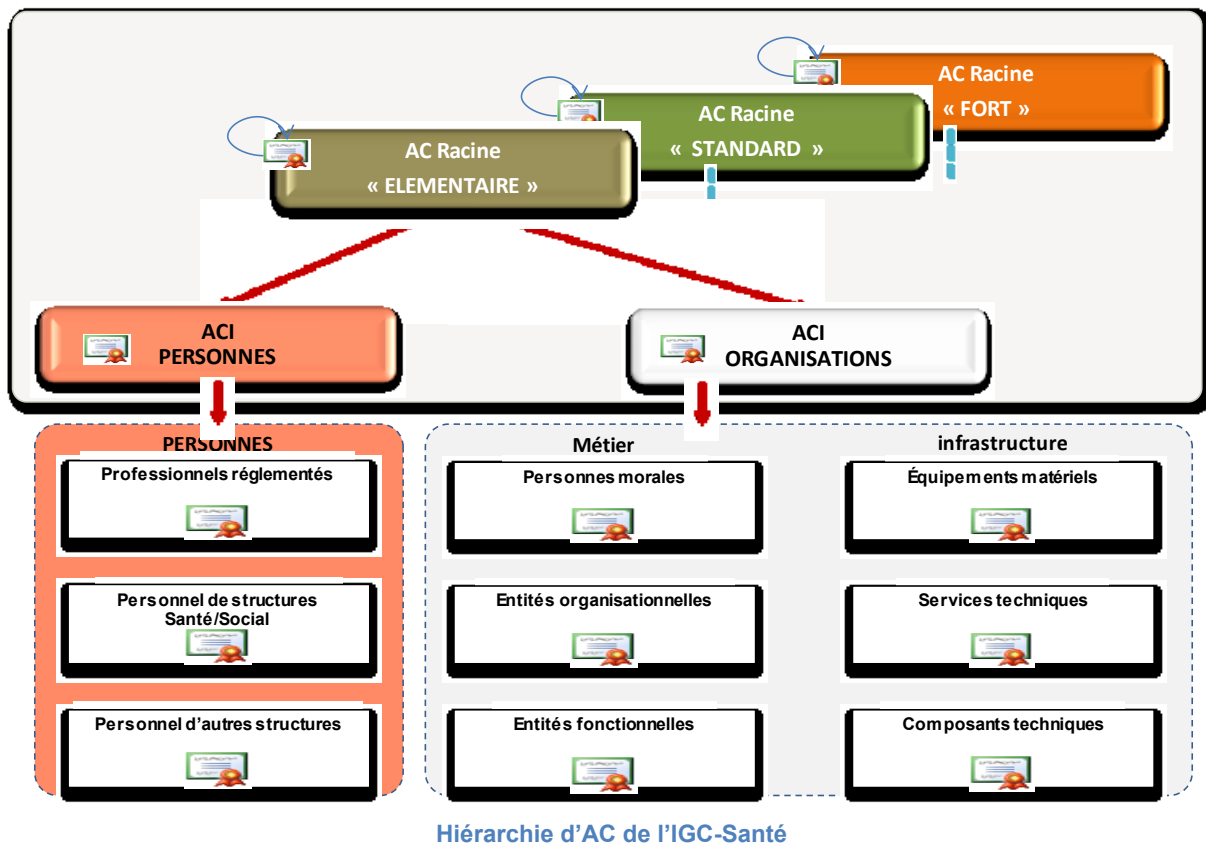 AC Racine
« FORT »
AC Racine
« STANDARD »
AC Racine
« ELEMENTAIRE »
ACI
PERSONNES
ACI
ORGANISATIONS
PERSONNES
Professionnels réglementés
Personnel de structures
Santé/Social
Personnel d'autres structures
Métier
Personnes morales
Entités organisationnelles
Entités fonctionnelles
infrastructure
Équipements matériels
Services techniques
Composants techniques
Hiérarchie d'AC de l'IGC-Santé